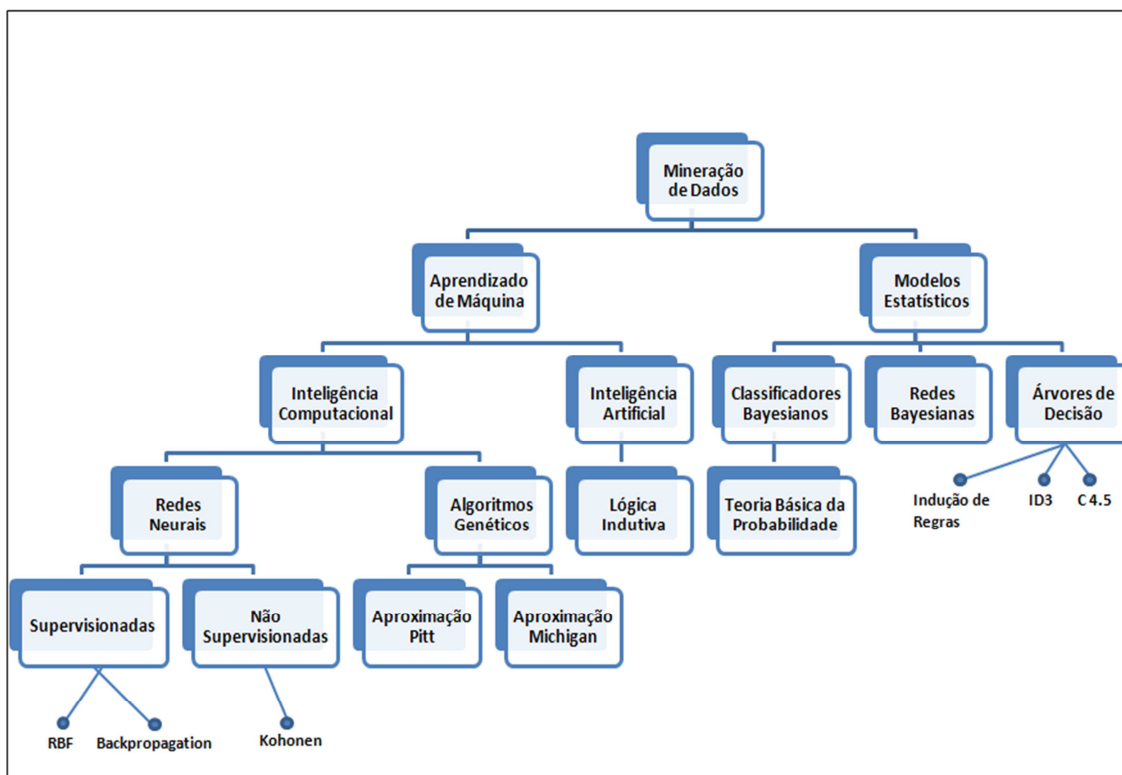 Mineração
de Dados
Aprendizado
de Máquina
Modelos
Estatísticos
Inteligência
Computacional
Inteligência
Artificial
Classificadores
Bayesianos
Redes
Bayesianas
Árvores de
Decisão
Redes
Neurais
Algoritmos
Genéticos
Lógica
Indutiva
Teoria Básica da
Probabilidade
Indução de
Regras
ID3
C 4.5
Supervisionadas
Não
Supervisionadas
Aproximação
Pitt
Aproximação
Michigan
RBF
Backpropagation
Kohonen